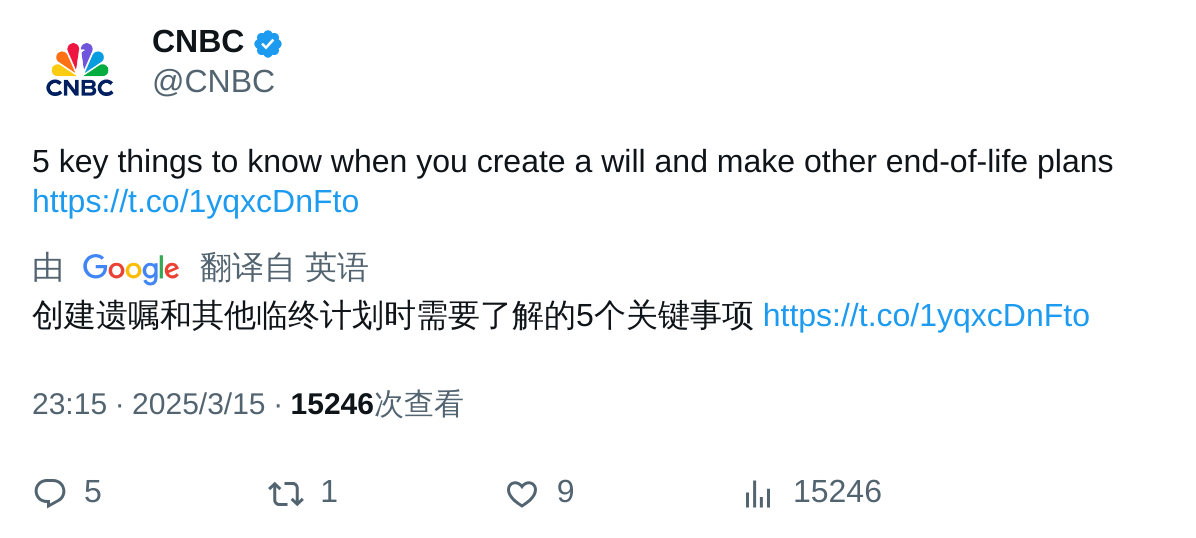 CNBC
CNBC
@CNBC
5 key things to know when you create a will and make other end-of-life plans
https://t.co/1yqxcDnFto
由 Google 翻译自 英语
创建遗嘱和其他临终计划时需要了解的5个关键事项 https://t.co/1yqxcDnFto
23:15 · 2025/3/15 · 15246次查看
5 1 9 15246